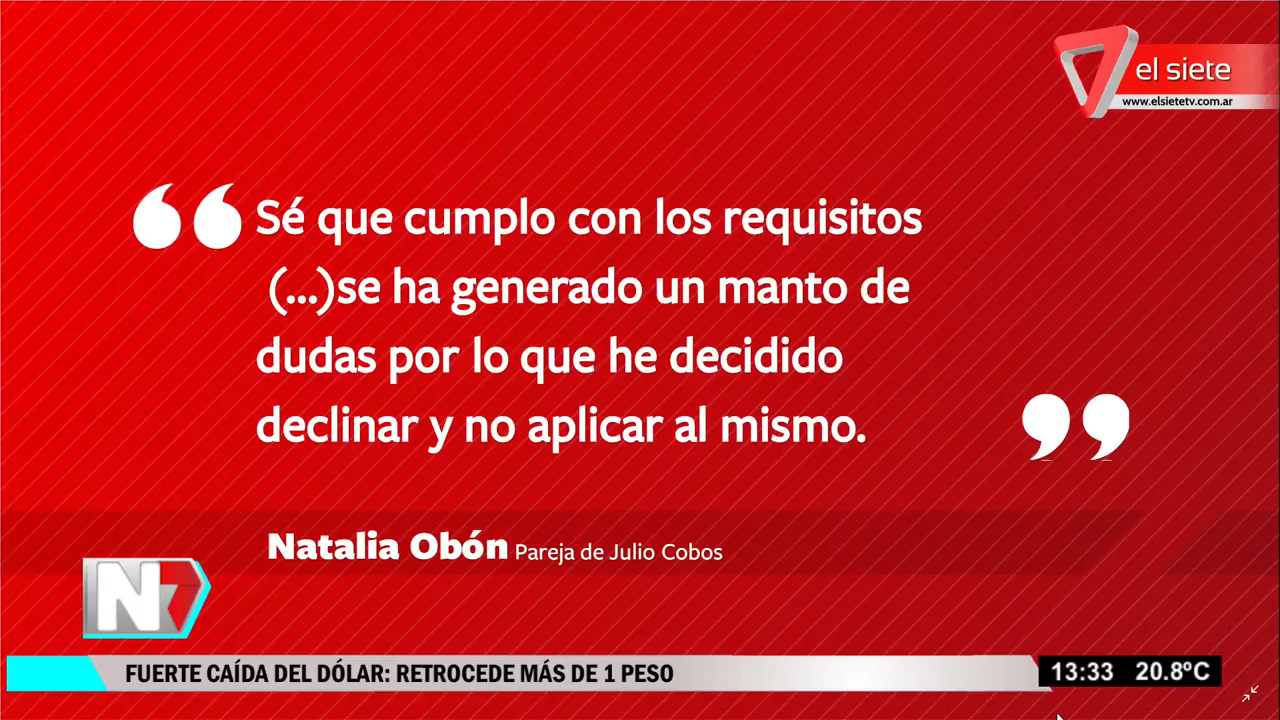 el siete
www.elsietetv.com.ar
“Sé que cumplo con los requisitos
(...)se ha generado un manto de
dudas por lo que he decidido
declinar y no aplicar al mismo.”
Natalia Obón Pareja de Julio Cobos
N7
FUERTE CAÍDA DEL DÓLAR: RETROCEDE MÁS DE 1 PESO
13:33 20.8ºC